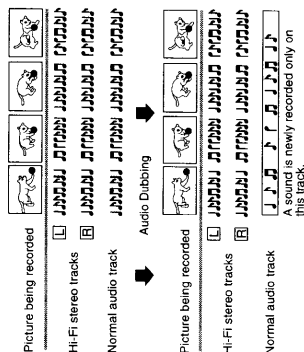 Picture being recorded
Hi-Fi stereo tracks
L
R
Normal audio track
Audio Dubbing
Picture being recorded
Hi-Fi stereo tracks
L
R
Normal audio track
A sound is newly recorded only on
this track.